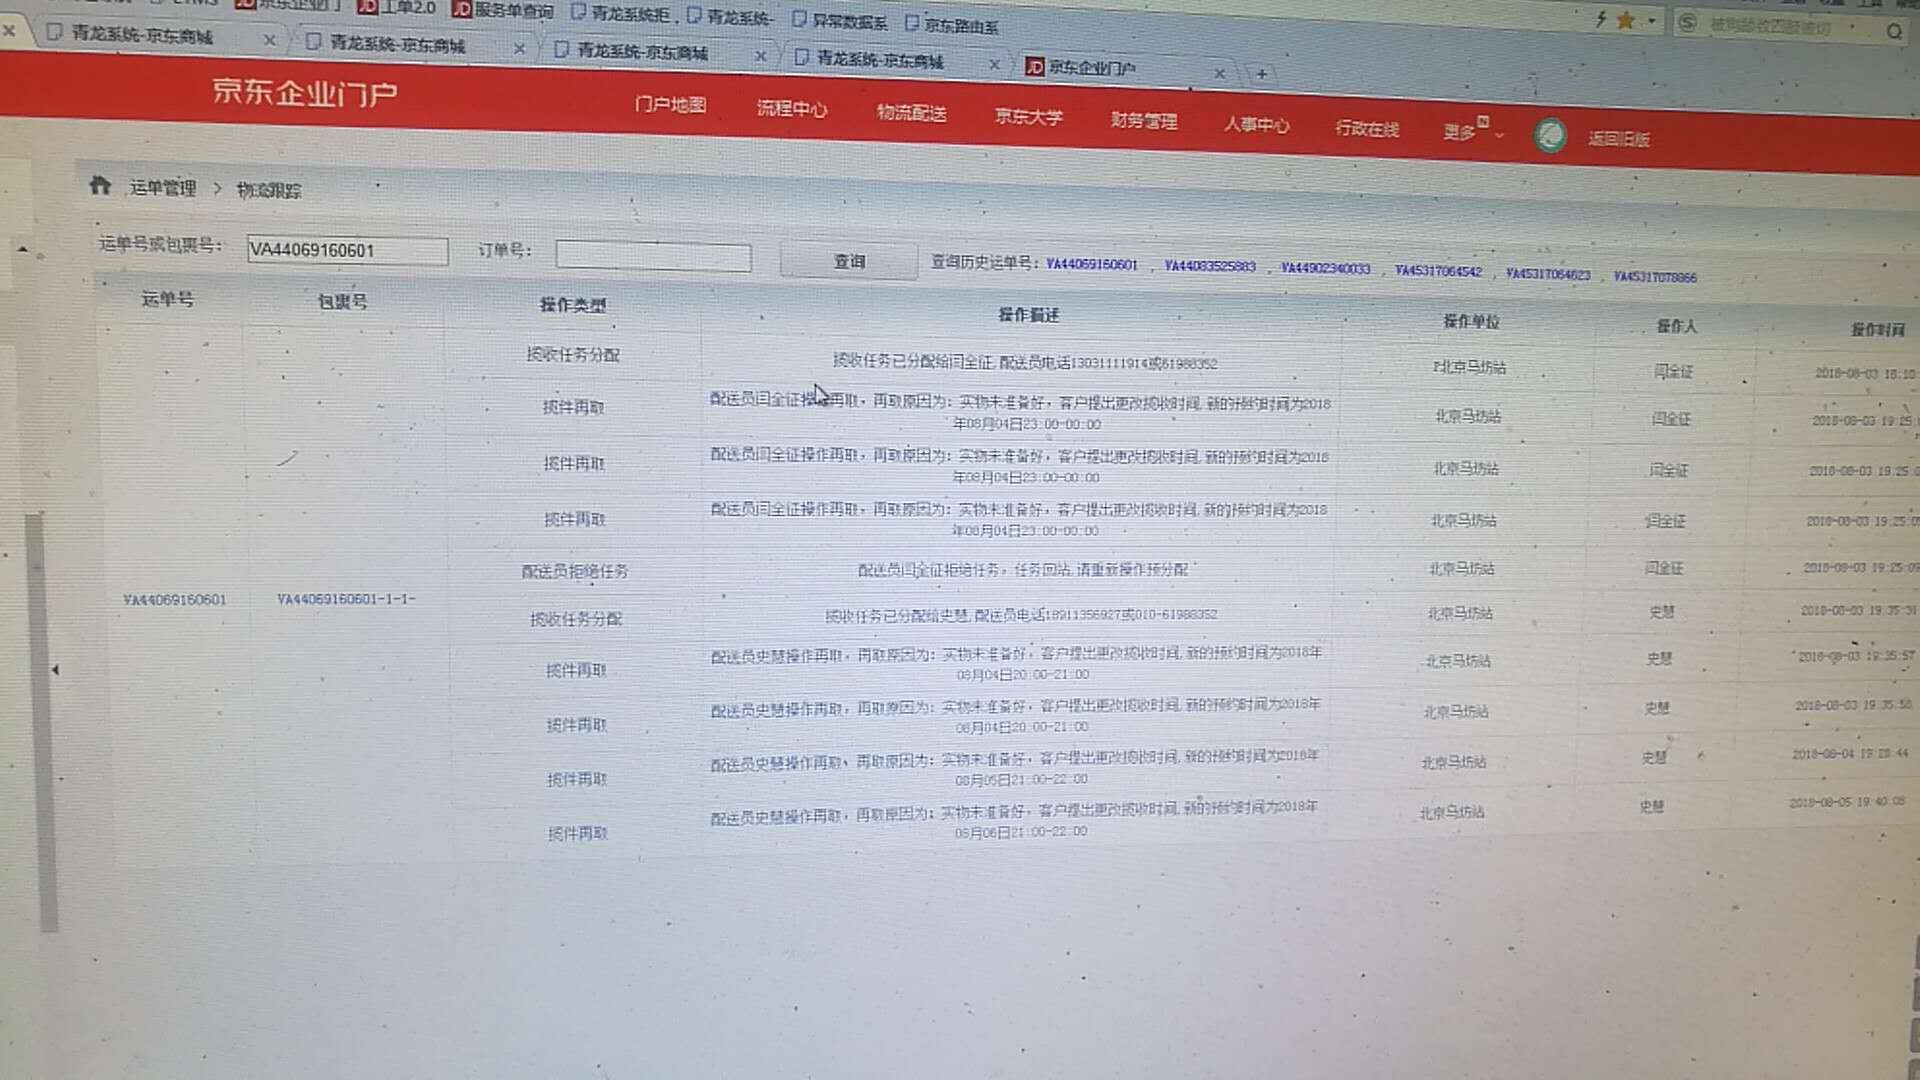 京东企业门户 工单2.0 服务单查询 青龙系统拒 青龙系统- 异常数据系 京东路由系
青龙系统-京东商城 青龙系统-京东商城 青龙系统-京东商城 青龙系统-京东商城 京东企业门户
京东企业门户 门户地图 流程中心 物流配送 京东大学 财务管理 人事中心 行政在线 更多 返回旧版
运单管理 > 物流跟踪
运单号或包裹号： VA44069160601 订单号： 查询 查询历史运单号：VA44069160601 ，VA44083525883 ，VA44902340033 ，VA45317064542 ，VA45317064623 ，VA45317078866
运单号 包裹号 操作类型 操作描述 操作单位 操作人 操作时间
揽收任务分配 揽收任务已分配给闫全征,配送员电话13031111914或61988352 北京马坊站 闫全征 2018-08-03 18:10
揽件再取 配送员闫全征操作再取，再取原因为：实物未准备好，客户提出更改揽收时间,新的预约时间为2018
年08月04日23:00-00:00 北京马坊站 闫全征 2018-08-03 19:25:
揽件再取 配送员闫全征操作再取，再取原因为：实物未准备好，客户提出更改揽收时间,新的预约时间为2018
年08月04日23:00-00:00 北京马坊站 闫全征 2018-08-03 19:25:0
揽件再取 配送员闫全征操作再取，再取原因为：实物未准备好，客户提出更改揽收时间,新的预约时间为2018
年08月04日23:00-00:00 北京马坊站 闫全征 2018-08-03 19:25:05
配送员拒绝任务 配送员闫全征拒绝任务，任务回站,请重新操作预分配 北京马坊站 闫全征 2018-08-03 19:25:09
VA44069160601 VA44069160601-1-1-
揽收任务分配 揽收任务已分配给史慧,配送员电话18911356927或010-61988352 北京马坊站 史慧 2018-08-03 19:35:31
揽件再取 配送员史慧操作再取，再取原因为：实物未准备好，客户提出更改揽收时间,新的预约时间为2018年
08月04日20:00-21:00 北京马坊站 史慧 2018-08-03 19:35:57
揽件再取 配送员史慧操作再取，再取原因为：实物未准备好，客户提出更改揽收时间,新的预约时间为2018年
08月04日20:00-21:00 北京马坊站 史慧 2018-08-03 19:35:58
揽件再取 配送员史慧操作再取，再取原因为：实物未准备好，客户提出更改揽收时间,新的预约时间为2018年
08月05日21:00-22:00 北京马坊站 史慧 2018-08-04 19:28:44
揽件再取 配送员史慧操作再取，再取原因为：实物未准备好，客户提出更改揽收时间,新的预约时间为2018年
08月06日21:00-22:00 北京马坊站 史慧 2018-08-05 19:40:08